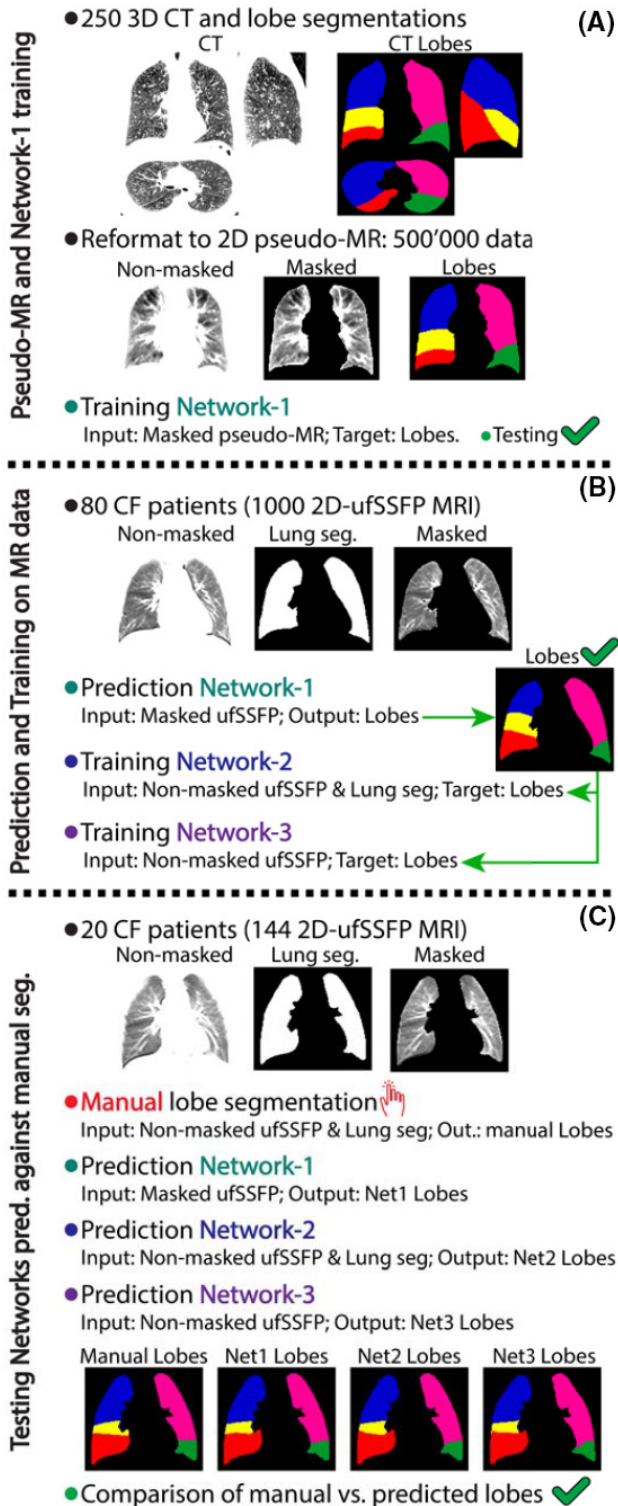 Pseudo-MR and Network-1 training
(A)
●250 3D CT and lobe segmentations
CT
CT Lobes
●Reformat to 2D pseudo-MR: 500'000 data
Non-masked
Masked
Lobes
●Training Network-1
Input: Masked pseudo-MR; Target: Lobes. ●Testing
Prediction and Training on MR data
(B)
●80 CF patients (1000 2D-ufSSFP MRI)
Non-masked
Lung seg.
Masked
Lobes
●Prediction Network-1
Input: Masked ufSSFP; Output: Lobes
●Training Network-2
Input: Non-masked ufSSFP & Lung seg; Target: Lobes
●Training Network-3
Input: Non-masked ufSSFP; Target: Lobes
Testing Networks pred. against manual seg.
(C)
●20 CF patients (144 2D-ufSSFP MRI)
Non-masked
Lung seg.
Masked
●Manual lobe segmentation
Input: Non-masked ufSSFP & Lung seg; Out.: manual Lobes
●Prediction Network-1
Input: Masked ufSSFP; Output: Net1 Lobes
●Prediction Network-2
Input: Non-masked ufSSFP & Lung seg; Output: Net2 Lobes
●Prediction Network-3
Input: Non-masked ufSSFP; Output: Net3 Lobes
Manual Lobes
Net1 Lobes
Net2 Lobes
Net3 Lobes
●Comparison of manual vs. predicted lobes